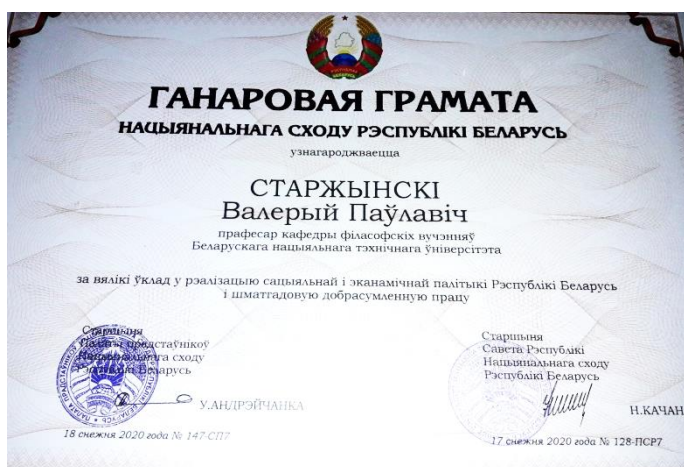 ГАНАРОВАЯ ГРАМАТА
НАЦЫЯНАЛЬНАГА СХОДУ РЭСПУБЛІКІ БЕЛАРУСЬ
узнагароджваецца
СТАРЖЫНСКІ
Валерый Паўлавіч
прафесар кафедры філасофскіх вучэнняў
Беларускага нацыяльнага тэхнічнага ўніверсітэта
за вялікі ўклад у рэалізацыю сацыяльнай і эканамічнай палітыкі Рэспублікі Беларусь
і шматгадовую добрасумленную працу
Старшыня
Палаты прадстаўнікоў
Нацыянальнага сходу
Рэспублікі Беларусь
У.АНДРЭЙЧАНКА
18 снежня 2020 года № 147-СП7
Старшыня
Савета Рэспублікі
Нацыянальнага сходу
Рэспублікі Беларусь
Н.КАЧАН
17 снежня 2020 года № 128-ПСР7